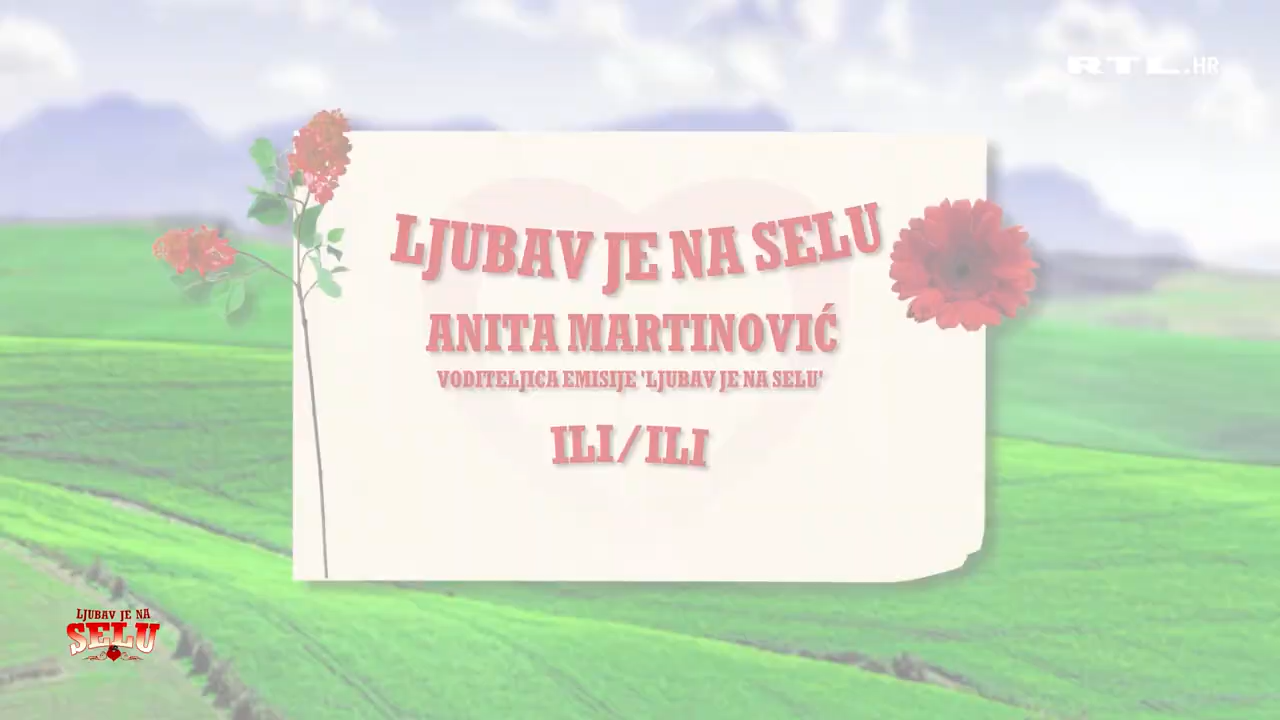 RTL.HR
LJUBAV JE NA SELU
ANITA MARTINOVIĆ
VODITELJICA EMISIJE 'LJUBAV JE NA SELU'
ILI/ILI
LJUBAV JE NA
SELU